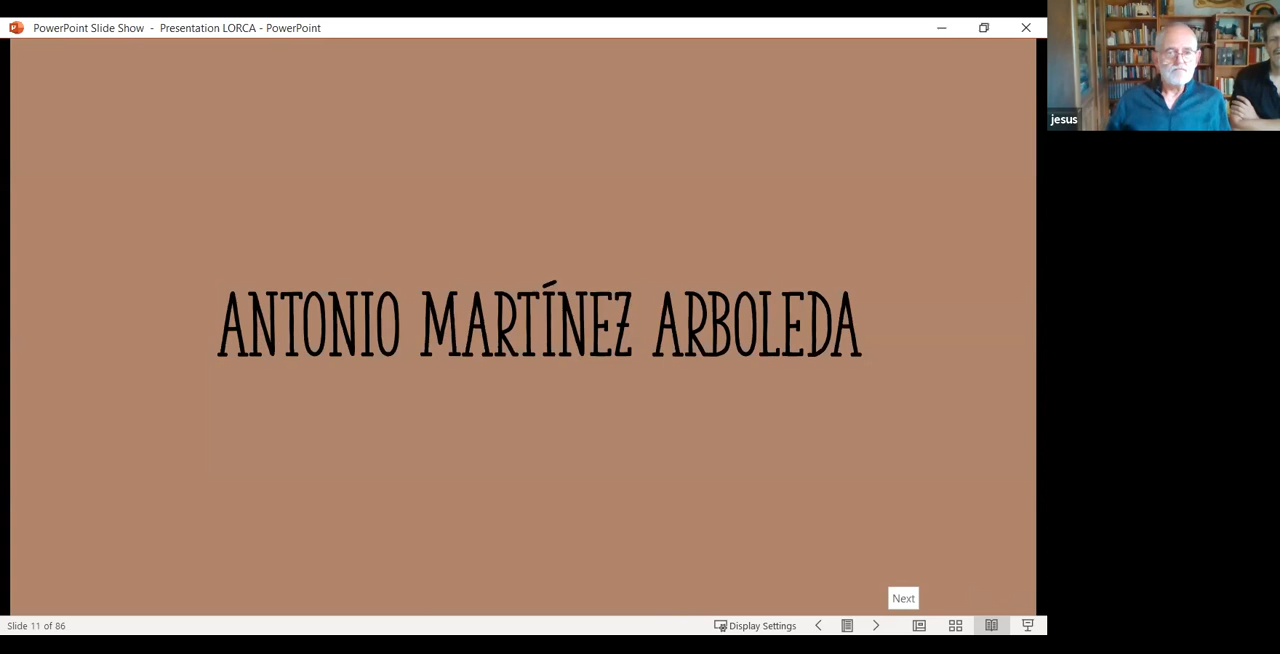 PowerPoint Slide Show - Presentation LORCA - PowerPoint
jesus
ANTONIO MARTÍNEZ ARBOLEDA
Next
Slide 11 of 86
Display Settings